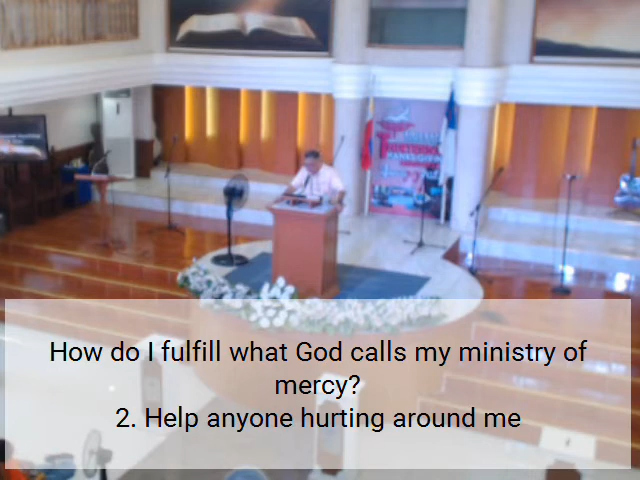 How do I fulfill what God calls my ministry of
mercy?
2. Help anyone hurting around me